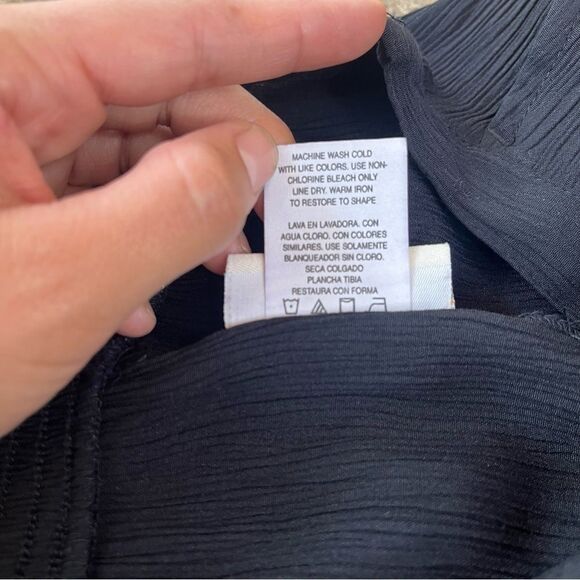 MACHINE WASH COLD
WITH LIKE COLORS. USE NON-
CHLORINE BLEACH ONLY
LINE DRY. WARM IRON
TO RESTORE TO SHAPE
LAVA EN LAVADORA. CON
AGUA CLORO. CON COLORES
SIMILARES. USE SOLAMENTE
BLANQUEADOR SIN CLORO.
SECA COLGADO
PLANCHA TIBIA
RESTAURA CON FORMA